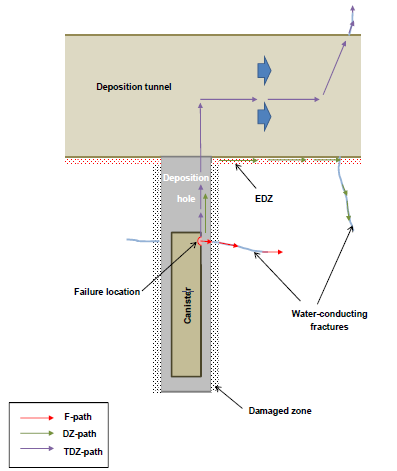 Deposition tunnel
Deposition
hole
EDZ
Failure location
Canister
Water-conducting
fractures
Damaged zone
F-path
DZ-path
TDZ-path